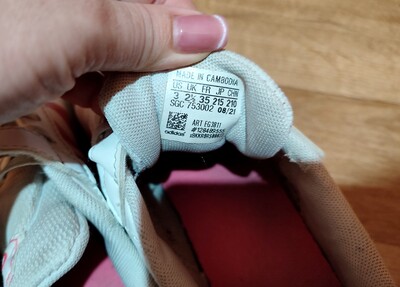 MADE IN CAMBODIA
US UK FR JP CHN
3 2½ 35 215 210
SGC 753002 08/21
ART EG3811
adidas